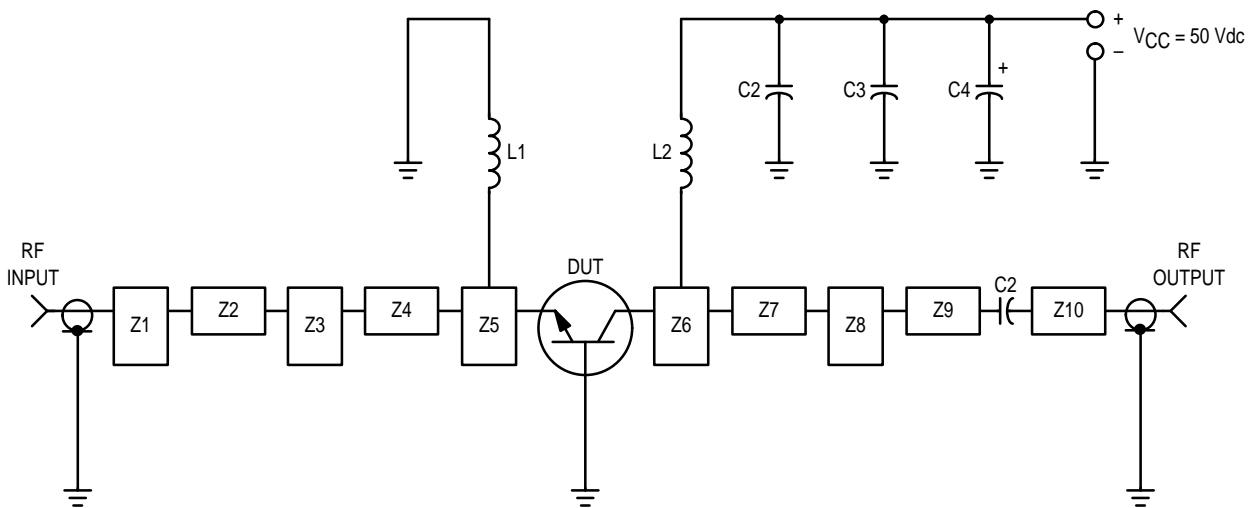 +
VCC = 50 Vdc
–
C2
C3
C4
+
L1
L2
RF
INPUT
DUT
RF
OUTPUT
C2
Z1
Z2
Z3
Z4
Z5
Z6
Z7
Z8
Z9
Z10